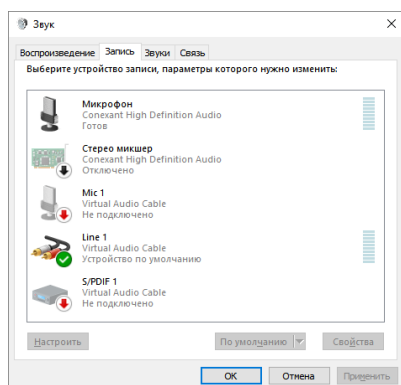 Звук
Воспроизведение Запись Звуки Связь
Выберите устройство записи, параметры которого нужно изменить:
Микрофон
Conexant High Definition Audio
Готов
Стерео микшер
Conexant High Definition Audio
Отключено
Mic 1
Virtual Audio Cable
Не подключено
Line 1
Virtual Audio Cable
Устройство по умолчанию
S/PDIF 1
Virtual Audio Cable
Не подключено
Настроить По умолчанию Свойства
ОК Отмена Применить